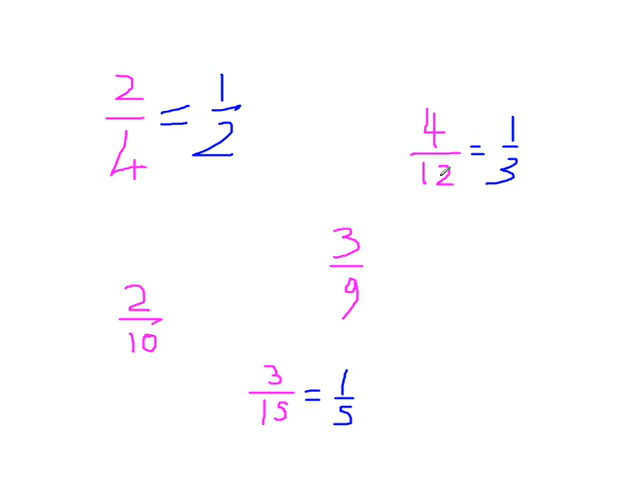 2/4 = 1/2
4/12 = 1/3
3/9
2/10
3/15 = 1/5